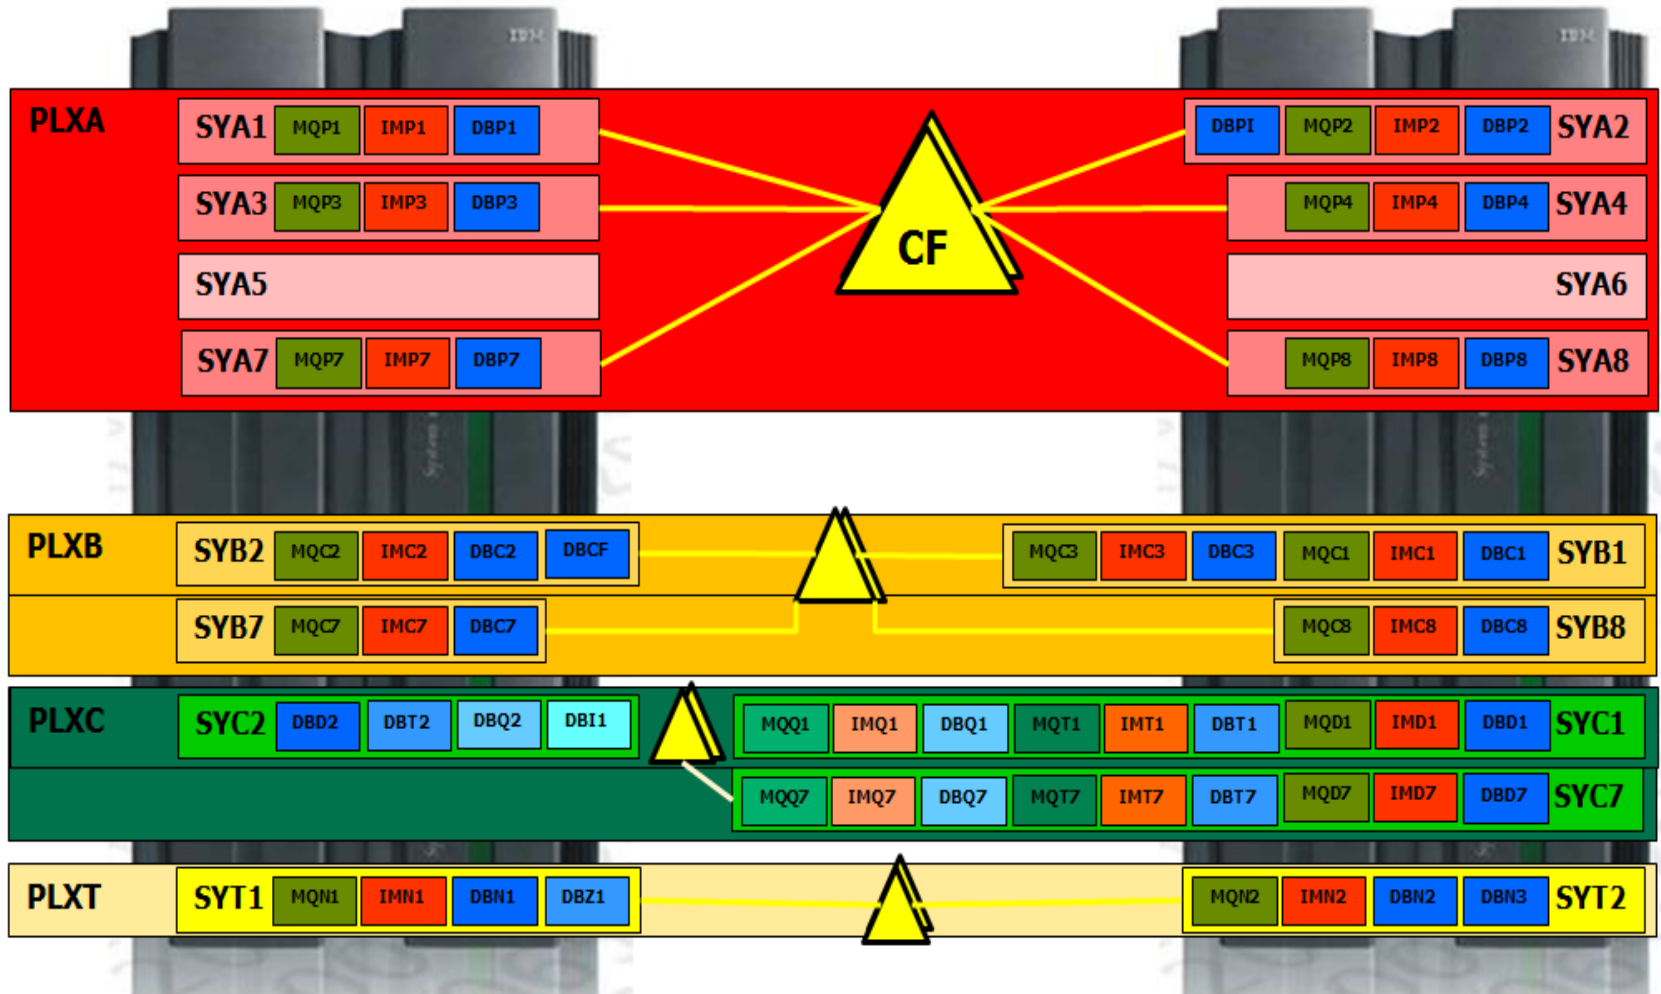 IBM IBM
PLXA SYA1 MQP1 IMP1 DBP1 DBPI MQP2 IMP2 DBP2 SYA2
SYA3 MQP3 IMP3 DBP3 MQP4 IMP4 DBP4 SYA4
CF
SYA5 SYA6
SYA7 MQP7 IMP7 DBP7 MQP8 IMP8 DBP8 SYA8
System System
PLXB SYB2 MQC2 IMC2 DBC2 DBCF MQC3 IMC3 DBC3 MQC1 IMC1 DBC1 SYB1
SYB7 MQC7 IMC7 DBC7 MQC8 IMC8 DBC8 SYB8
PLXC SYC2 DBD2 DBT2 DBQ2 DBI1 MQQ1 IMQ1 DBQ1 MQT1 IMT1 DBT1 MQD1 IMD1 DBD1 SYC1
MQQ7 IMQ7 DBQ7 MQT7 IMT7 DBT7 MQD7 IMD7 DBD7 SYC7
PLXT SYT1 MQN1 IMN1 DBN1 DBZ1 MQN2 IMN2 DBN2 DBN3 SYT2